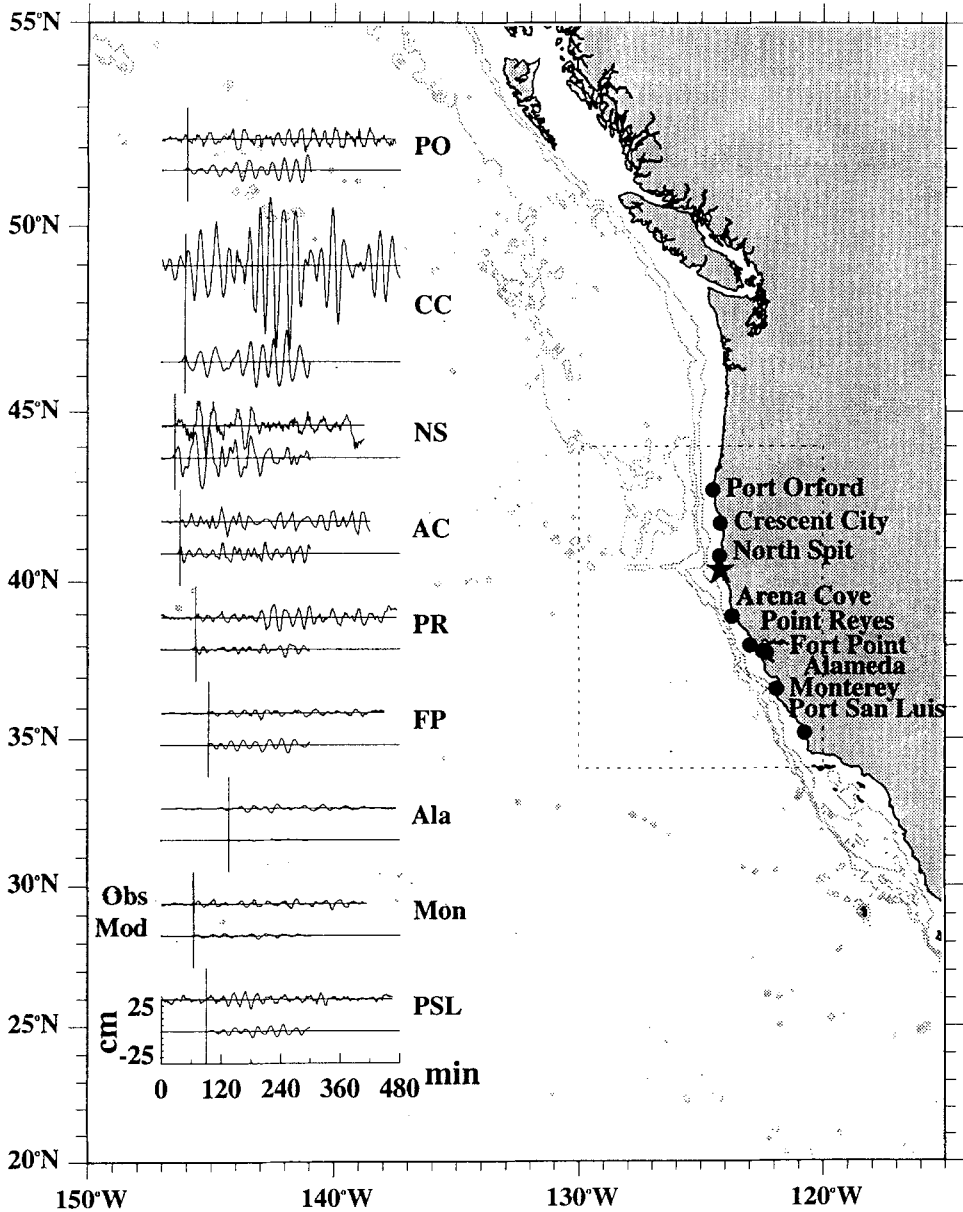 55°N
50°N
45°N
40°N
35°N
30°N
25°N
20°N
150°W
140°W
130°W
120°W
PO
CC
NS
AC
PR
FP
Ala
Mon
PSL
Obs
Mod
25
-25
cm
0
120
240
360
480
min
Port Orford
Crescent City
North Spit
Arena Cove
Point Reyes
Fort Point
Alameda
Monterey
Port San Luis